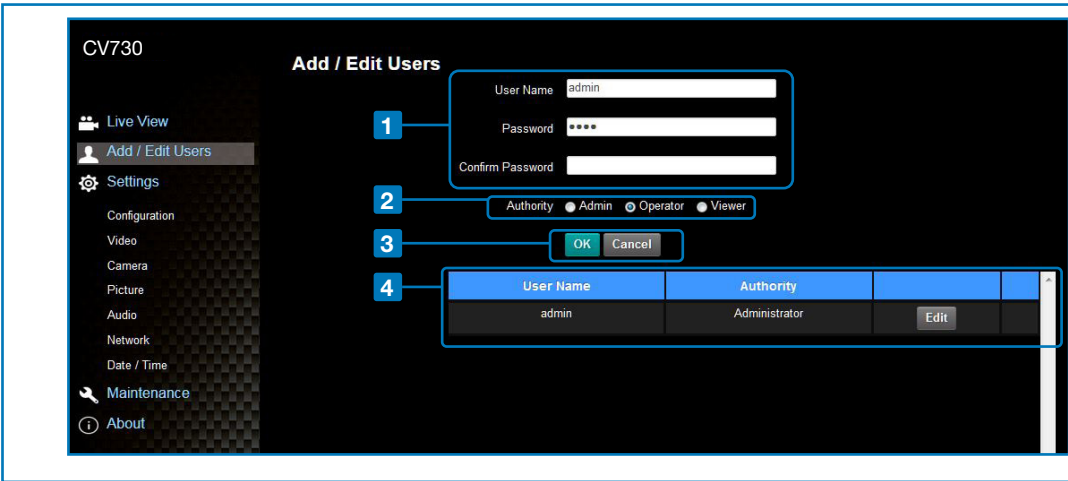 CV730
Live View
Add / Edit Users
Settings
Configuration
Video
Camera
Picture
Audio
Network
Date / Time
Maintenance
About
Add / Edit Users
1
User Name admin
Password ••••
Confirm Password
2
Authority Admin Operator Viewer
3
OK Cancel
4
User Name Authority
admin Administrator Edit